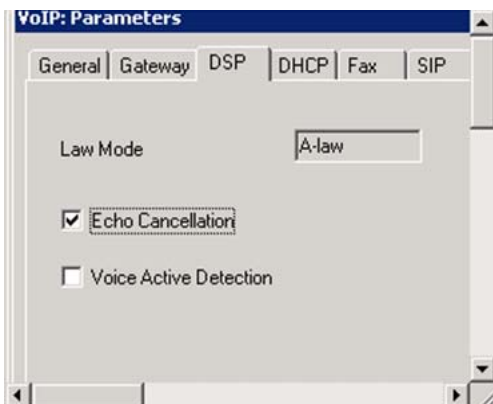 VoIP: Parameters
General Gateway DSP DHCP Fax SIP
Law Mode A-law
Echo Cancellation
Voice Active Detection